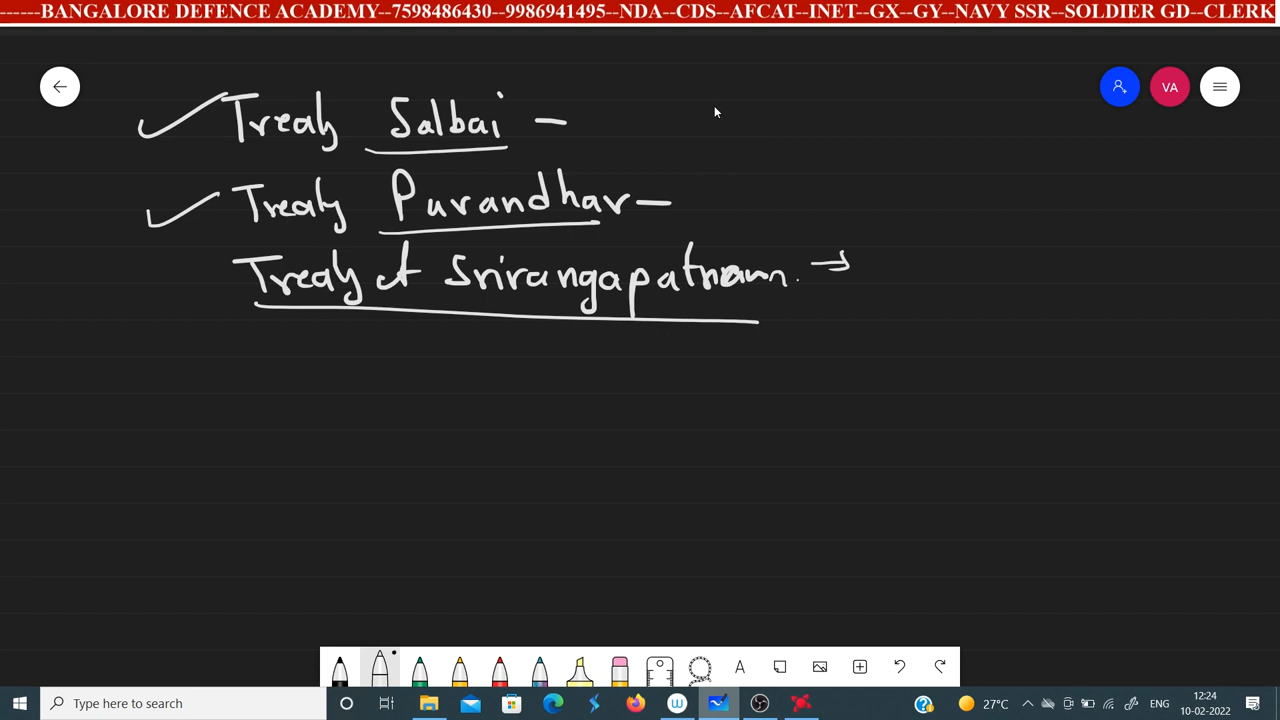 ------BANGALORE DEFENCE ACADEMY--7598486430--9986941495--NDA--CDS--AFCAT--INET--GX--GY--NAVY SSR--SOLDIER GD--CLERK
VA
Treaty Salbai -
Treaty Purandhar -
Treaty of Srirangapatnam. →
A
Type here to search
27°C
ENG
12:24
10-02-2022